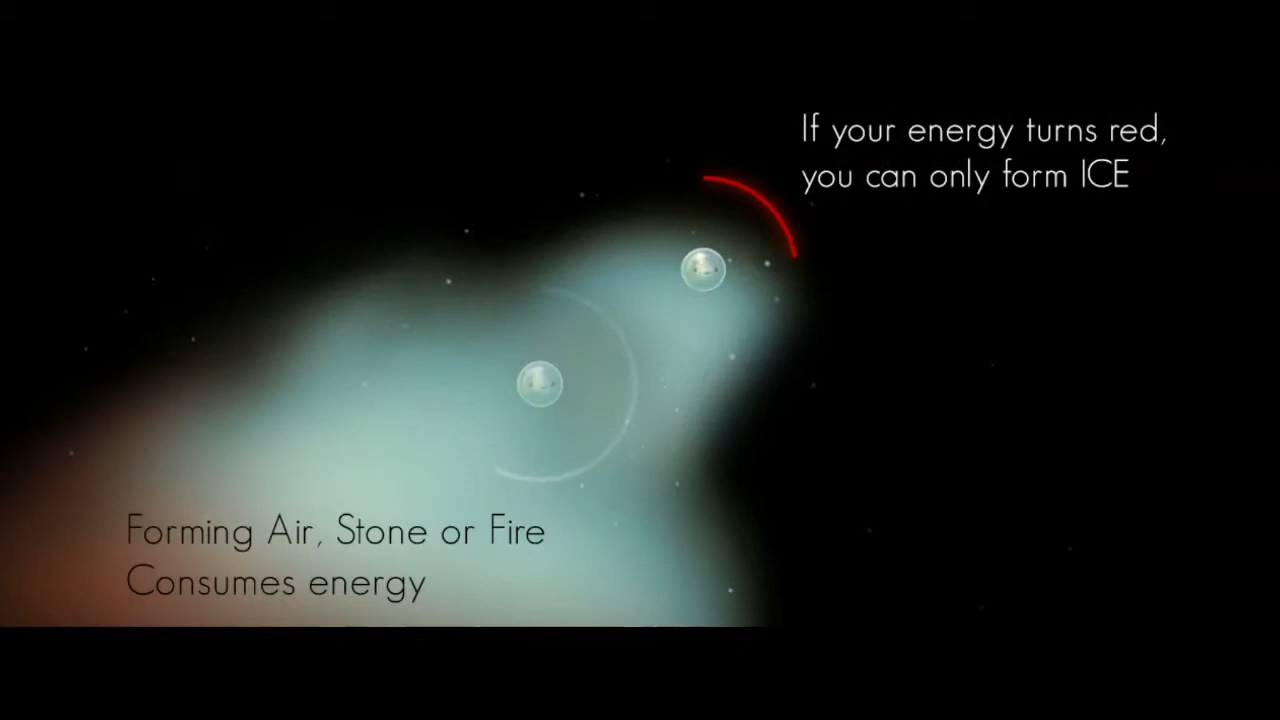 If your energy turns red,
you can only form ICE
Forming Air, Stone or Fire
Consumes energy